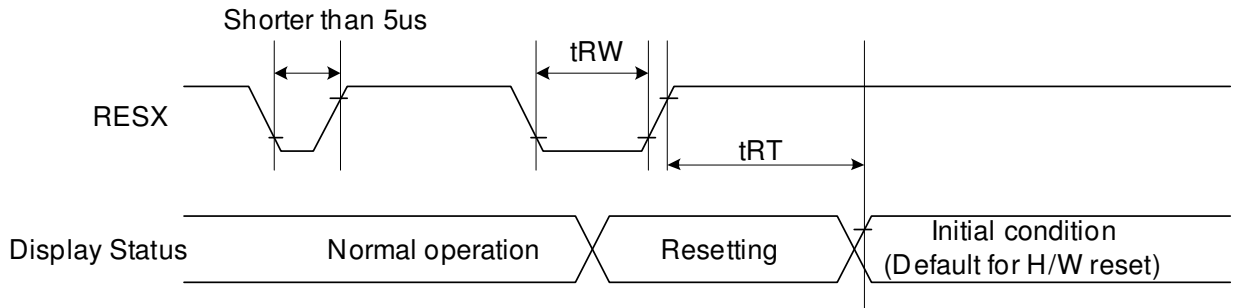 Shorter than 5us
tRW
RESX
tRT
Display Status
Normal operation
Resetting
Initial condition
(Default for H/W reset)